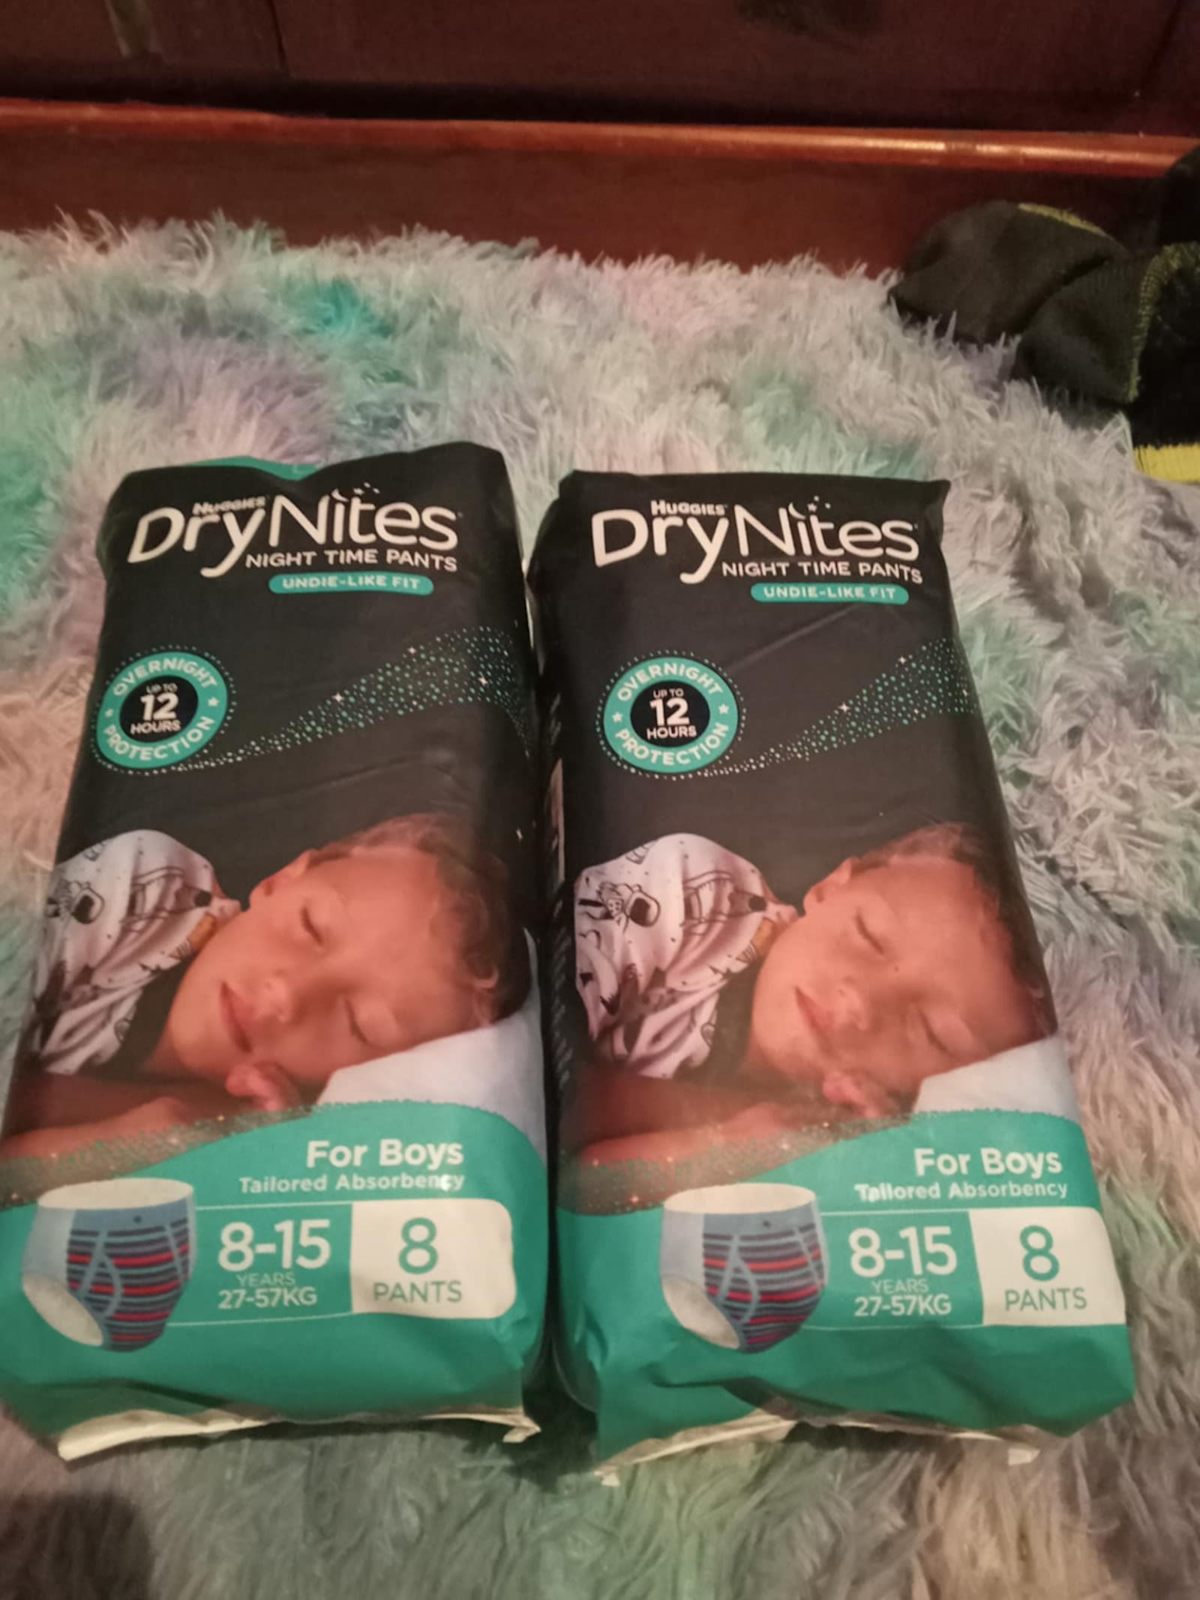 HUGGIES
DryNites
NIGHT TIME PANTS
UNDIE-LIKE FIT
OVERNIGHT
UP TO
12
HOURS
PROTECTION
For Boys
Tailored Absorbency
8-15
YEARS
27-57KG
8
PANTS
HUGGIES
DryNites
NIGHT TIME PANTS
UNDIE-LIKE FIT
OVERNIGHT
UP TO
12
HOURS
PROTECTION
For Boys
Tailored Absorbency
8-15
YEARS
27-57KG
8
PANTS